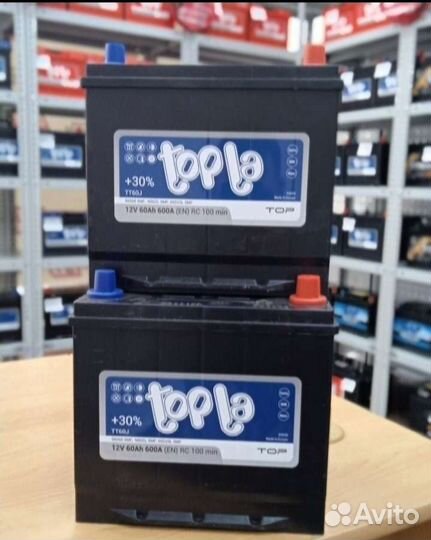 topla
+30%
TT60J
12V 60Ah 600A (EN) RC 100 min
TOP
topla
+30%
TT60J
12V 60Ah 600A (EN) RC 100 min
TOP
Avito